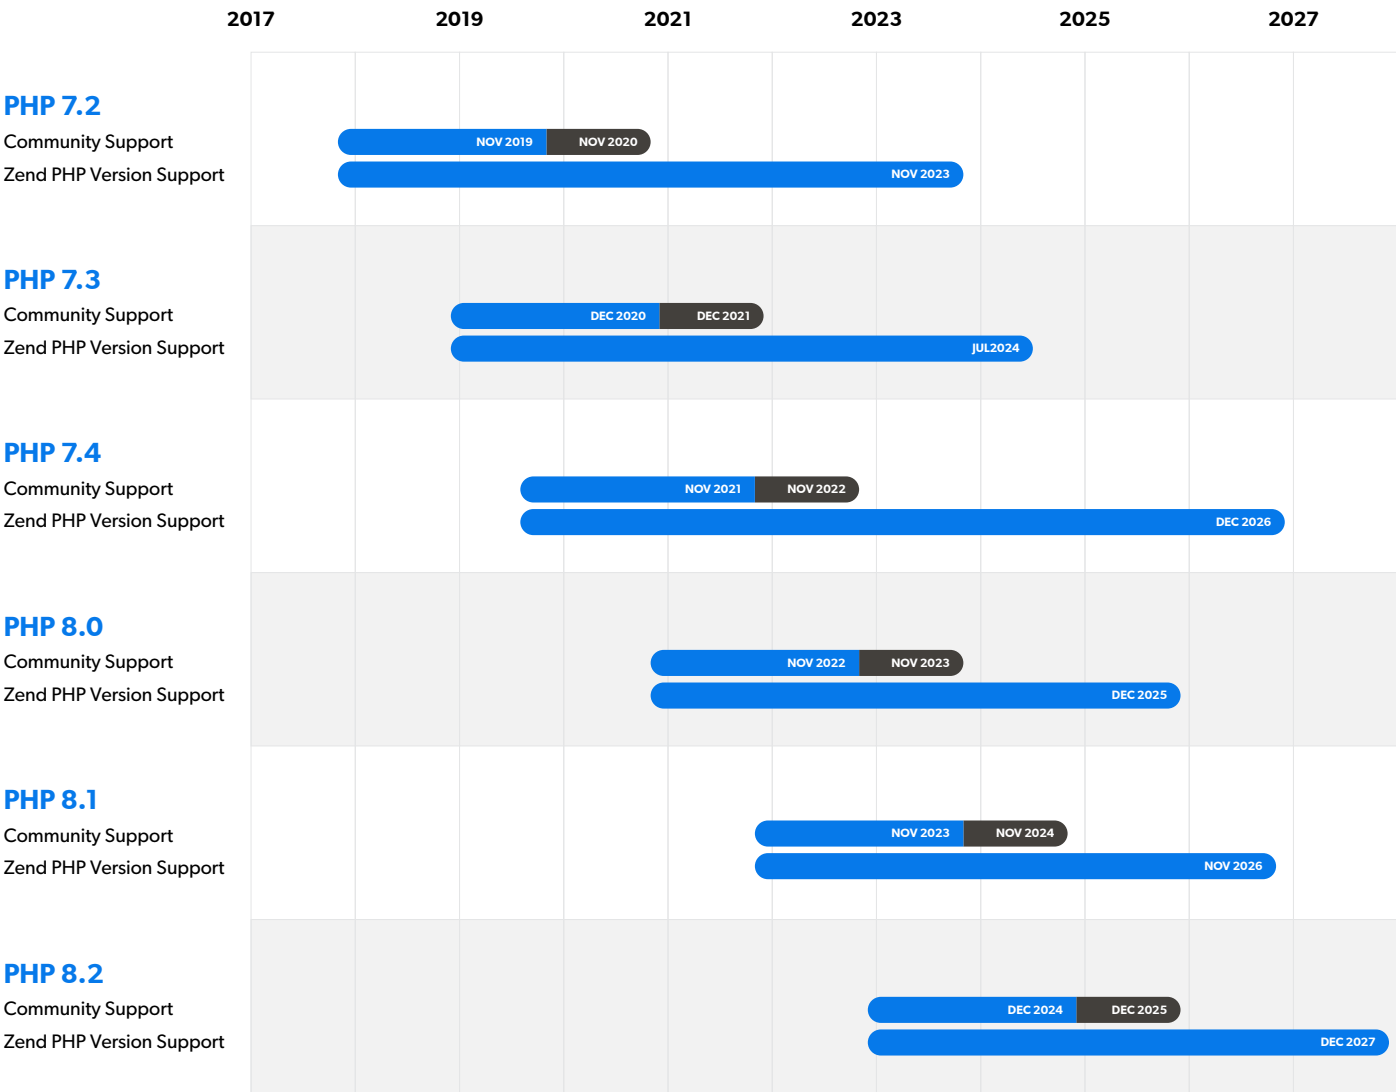 2017 2019 2021 2023 2025 2027
PHP 7.2
Community Support NOV 2019 NOV 2020
Zend PHP Version Support NOV 2023
PHP 7.3
Community Support DEC 2020 DEC 2021
Zend PHP Version Support JUL2024
PHP 7.4
Community Support NOV 2021 NOV 2022
Zend PHP Version Support DEC 2026
PHP 8.0
Community Support NOV 2022 NOV 2023
Zend PHP Version Support DEC 2025
PHP 8.1
Community Support NOV 2023 NOV 2024
Zend PHP Version Support NOV 2026
PHP 8.2
Community Support DEC 2024 DEC 2025
Zend PHP Version Support DEC 2027